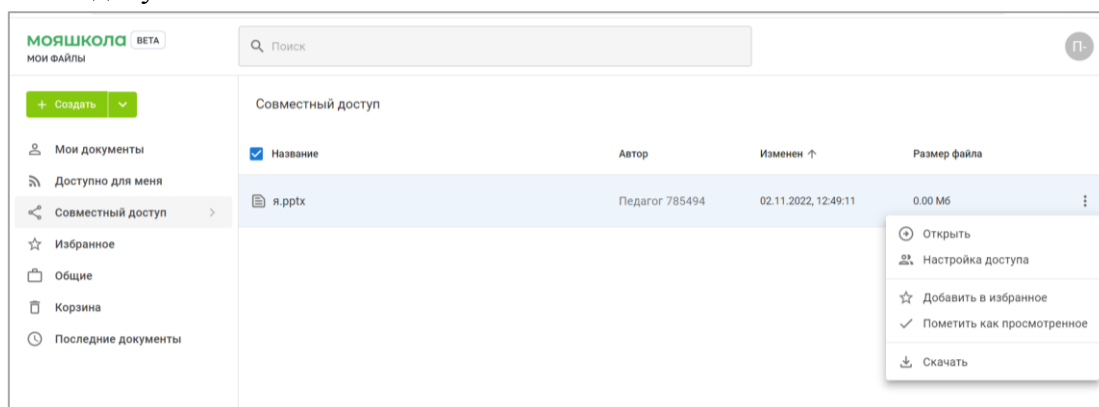 МОЯШКОЛА BETA
МОИ ФАЙЛЫ
Поиск
П-
+ Создать
Совместный доступ
Мои документы
Доступно для меня
Совместный доступ
Избранное
Общие
Корзина
Последние документы
Название Автор Изменен ↑ Размер файла
я.pptx Педагог 785494 02.11.2022, 12:49:11 0.00 Мб
Открыть
Настройка доступа
Добавить в избранное
Пометить как просмотренное
Скачать